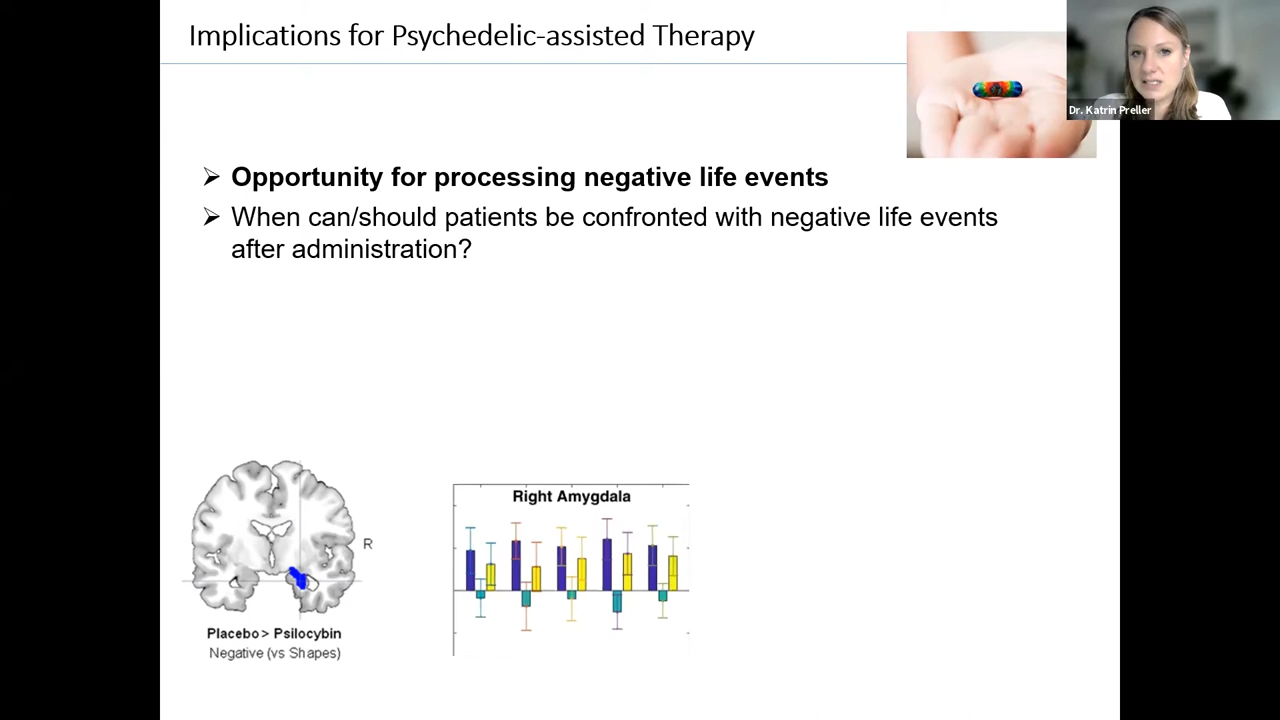 Implications for Psychedelic-assisted Therapy
Dr. Katrin Preller
➢ Opportunity for processing negative life events
➢ When can/should patients be confronted with negative life events
after administration?
R
Placebo> Psilocybin
Negative (vs Shapes)
Right Amygdala